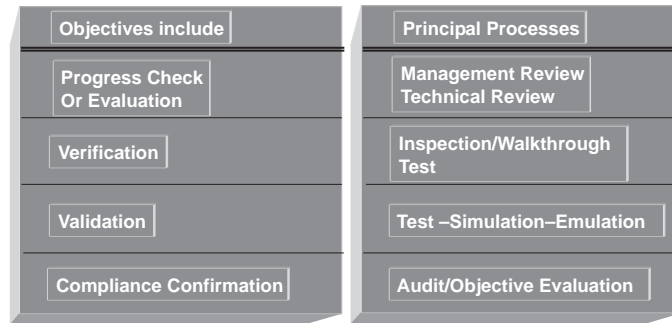 Objectives include
Progress Check
Or Evaluation
Verification
Validation
Compliance Confirmation
Principal Processes
Management Review
Technical Review
Inspection/Walkthrough
Test
Test –Simulation–Emulation
Audit/Objective Evaluation